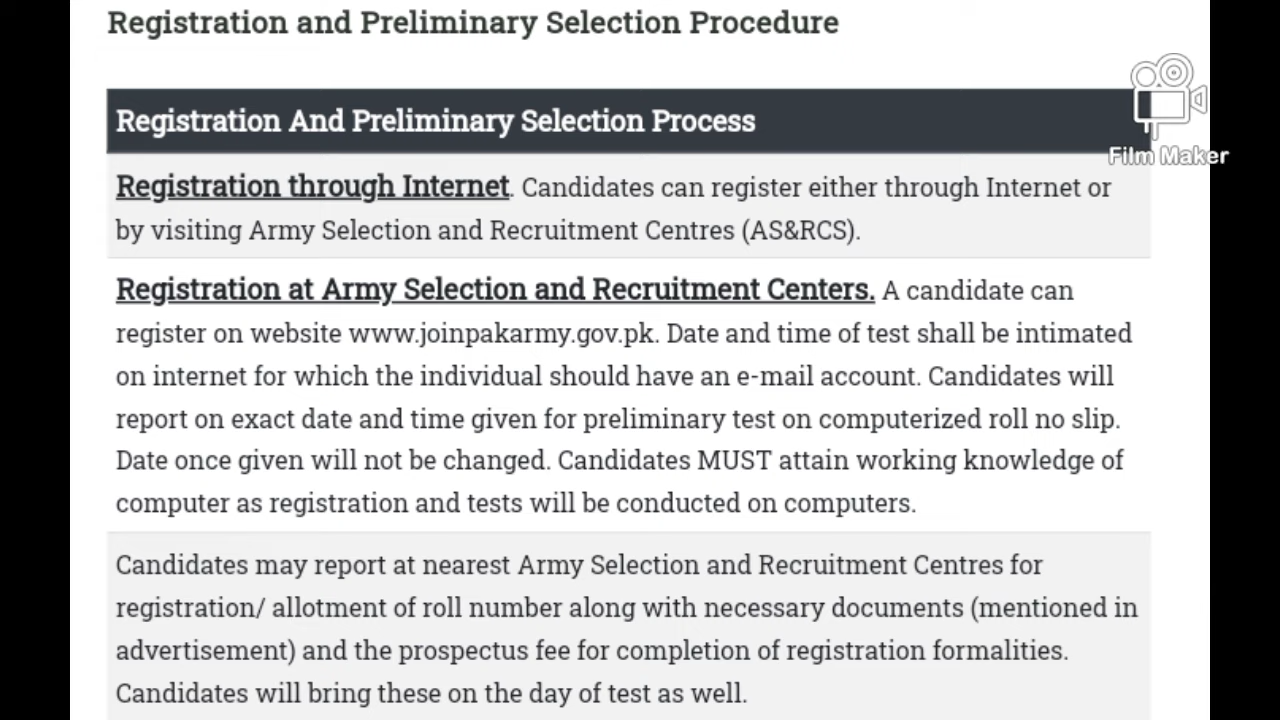 Registration and Preliminary Selection Procedure
Registration And Preliminary Selection Process
Film Maker
Registration through Internet. Candidates can register either through Internet or
by visiting Army Selection and Recruitment Centres (AS&RCS).
Registration at Army Selection and Recruitment Centers. A candidate can
register on website www.joinpakarmy.gov.pk. Date and time of test shall be intimated
on internet for which the individual should have an e-mail account. Candidates will
report on exact date and time given for preliminary test on computerized roll no slip.
Date once given will not be changed. Candidates MUST attain working knowledge of
computer as registration and tests will be conducted on computers.
Candidates may report at nearest Army Selection and Recruitment Centres for
registration/ allotment of roll number along with necessary documents (mentioned in
advertisement) and the prospectus fee for completion of registration formalities.
Candidates will bring these on the day of test as well.